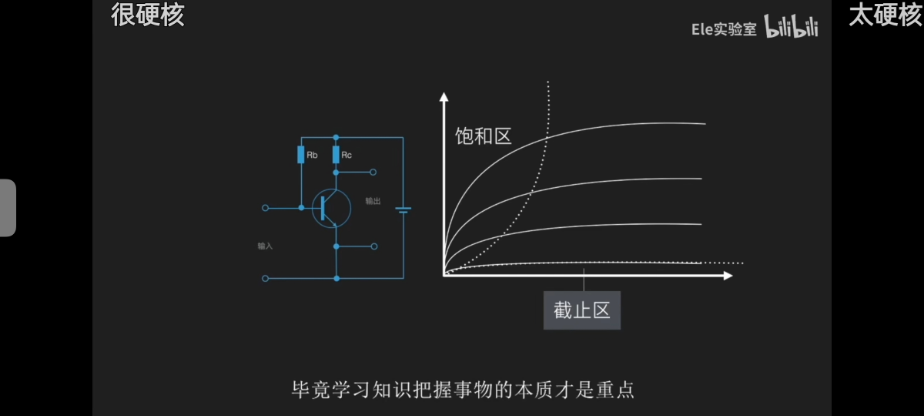 很硬核
太硬核
Ele实验室 bilibili
饱和区
Rb
Rc
输出
输入
截止区
毕竟学习知识把握事物的本质才是重点